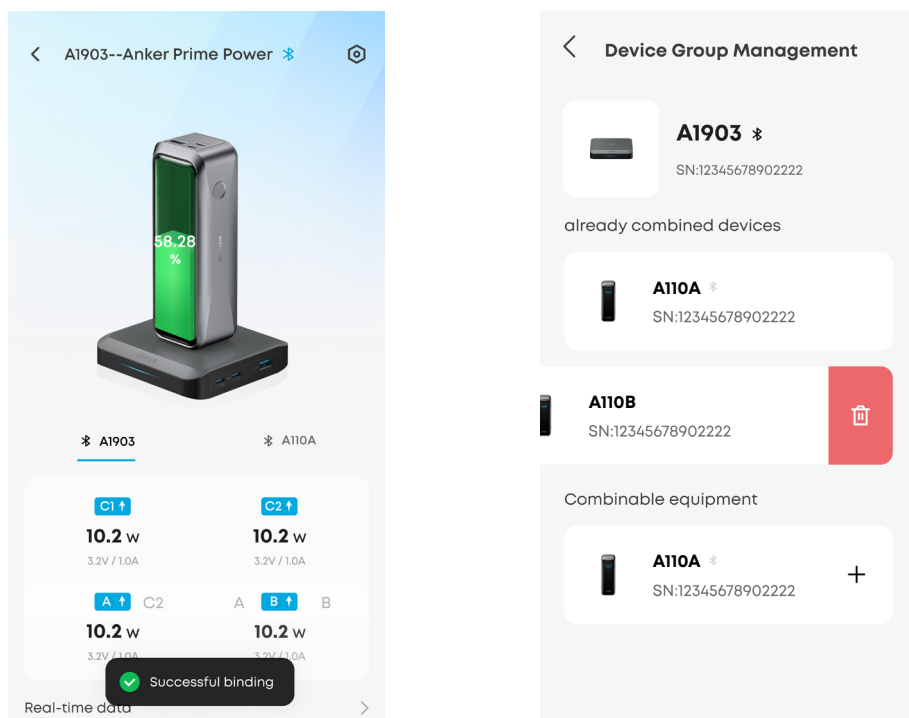 A1903--Anker Prime Power
58.28
%
ANKER
A1903
A110A
C1
C2
10.2 W
10.2 W
3.2V / 1.0A
3.2V / 1.0A
A
C2
A
B
B
10.2 W
10.2 W
3.2V / 1.0A
3.2V / 1.0A
Successful binding
Real-time data
Device Group Management
A1903
SN:12345678902222
already combined devices
A110A
SN:12345678902222
A110B
SN:12345678902222
Combinable equipment
A110A
SN:12345678902222